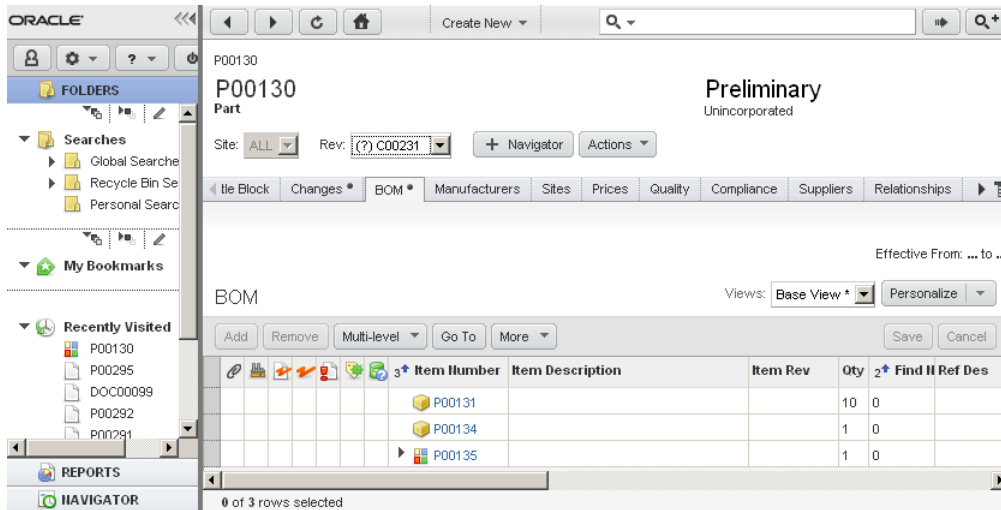 ORACLE
Create New
?
FOLDERS
Searches
Global Searche
Recycle Bin Se
Personal Searc
My Bookmarks
Recently Visited
P00130
P00295
DOC00099
P00292
P00291
REPORTS
NAVIGATOR
P00130
P00130
Part
Preliminary
Unincorporated
Site: ALL Rev: (?) C00231 + Navigator Actions
tle Block Changes • BOM • Manufacturers Sites Prices Quality Compliance Suppliers Relationships
Effective From: ... to ..
BOM
Views: Base View * Personalize
Add Remove Multi-level Go To More Save Cancel
3 Item Number Item Description Item Rev Qty 2 Find N Ref Des
P00131 10 0
P00134 1 0
P00135 1 0
0 of 3 rows selected